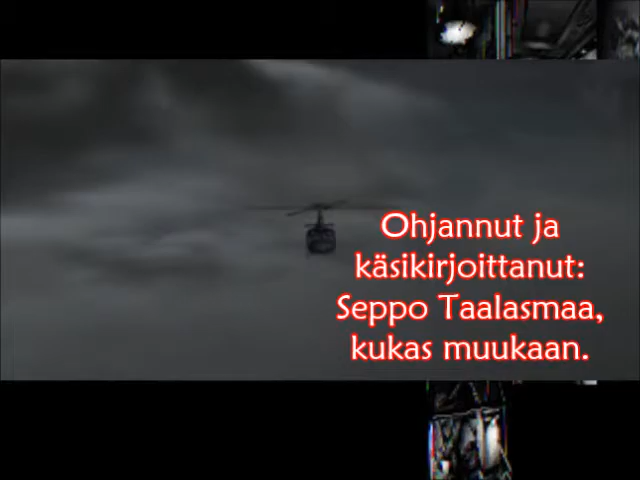 Ohjannut ja
käsikirjoittanut:
Seppo Taalasmaa,
kukas muukaan.